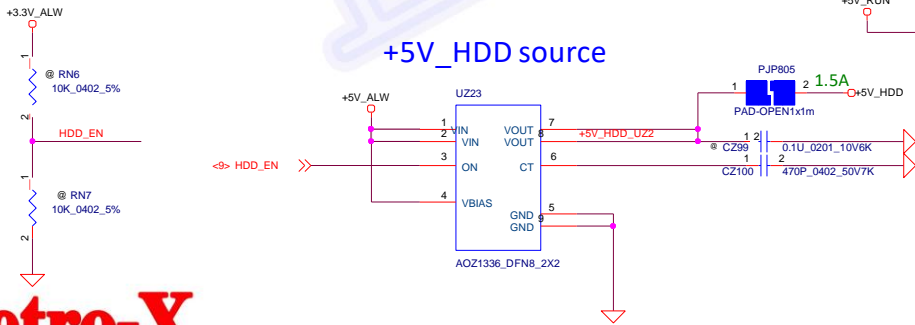 +3.3V_ALW
+5V_RUN
+5V_HDD source
1
@ RN6
10K_0402_5%
2
HDD_EN
1
@ RN7
10K_0402_5%
2
+5V_ALW
UZ23
<9> HDD_EN
1 VIN
2 VIN
3 ON
4 VBIAS
VOUT 7
VOUT 8
CT 6
GND 5
GND 9
AOZ1336_DFN8_2X2
+5V_HDD_UZ2
PJP805
1 2 1.5A
+5V_HDD
PAD-OPEN1x1m
1 2
@ CZ99 0.1U_0201_10V6K
1 2
CZ100 470P_0402_50V7K